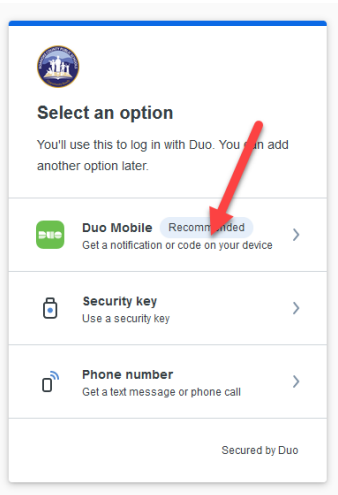 Select an option
You'll use this to log in with Duo. You can add
another option later.
DUO
Duo Mobile Recommended
Get a notification or code on your device
Security key
Use a security key
Phone number
Get a text message or phone call
Secured by Duo